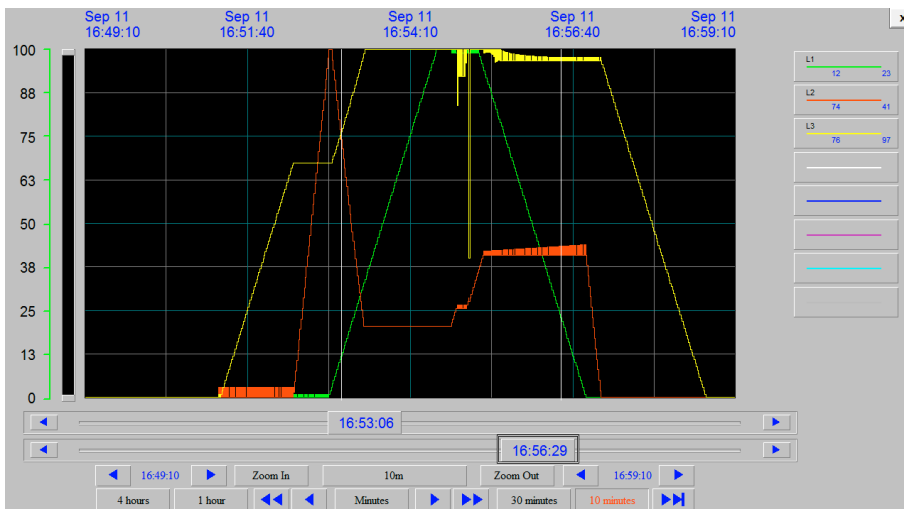 Sep 11 Sep 11 Sep 11 Sep 11 Sep 11
16:49:10 16:51:40 16:54:10 16:56:40 16:59:10
x
100
88
75
63
50
38
25
13
0
L1
12 23
L2
74 41
L3
76 97
16:53:06
16:56:29
16:49:10 Zoom In 10m Zoom Out 16:59:10
4 hours 1 hour Minutes 30 minutes 10 minutes